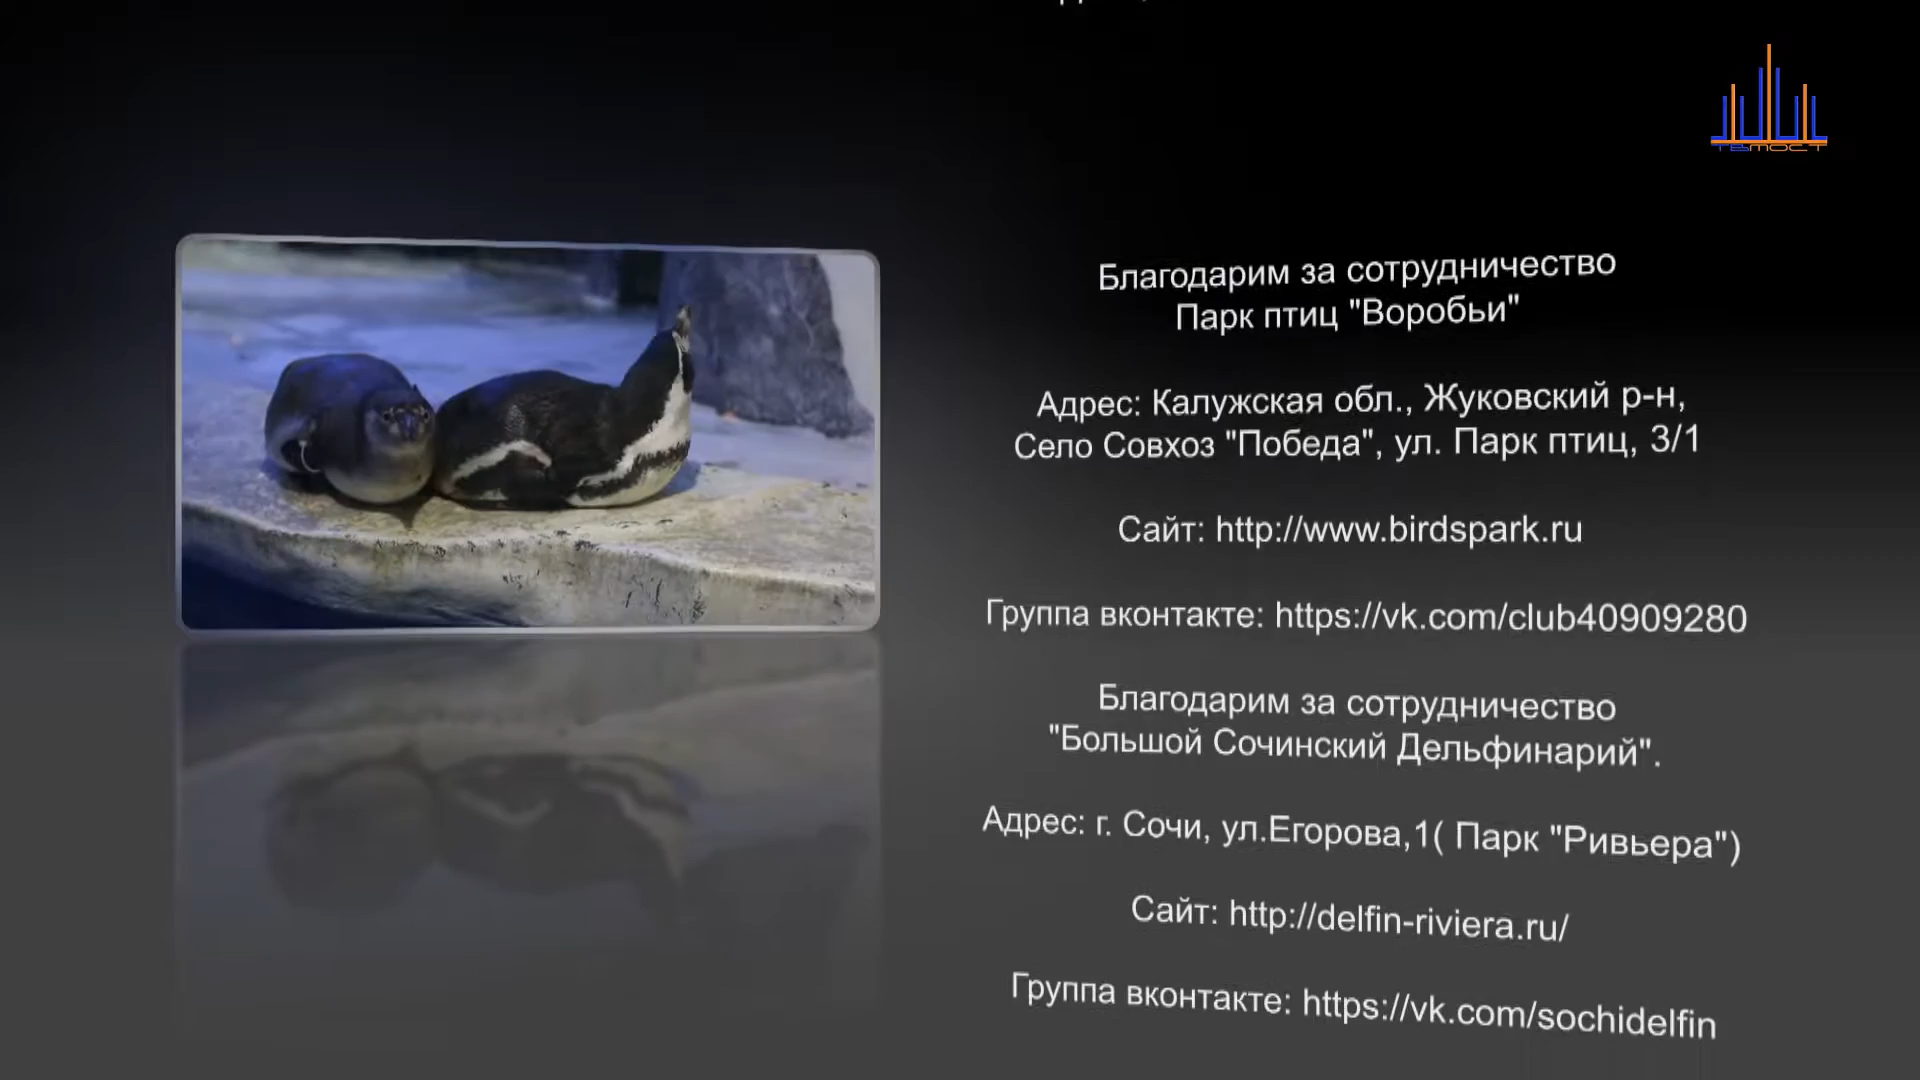 ТВМОСТ
Благодарим за сотрудничество
Парк птиц "Воробьи"
Адрес: Калужская обл., Жуковский р-н,
Село Совхоз "Победа", ул. Парк птиц, 3/1
Сайт: http://www.birdspark.ru
Группа вконтакте: https://vk.com/club40909280
Благодарим за сотрудничество
"Большой Сочинский Дельфинарий".
Адрес: г. Сочи, ул.Егорова,1( Парк "Ривьера")
Сайт: http://delfin-riviera.ru/
Группа вконтакте: https://vk.com/sochidelfin